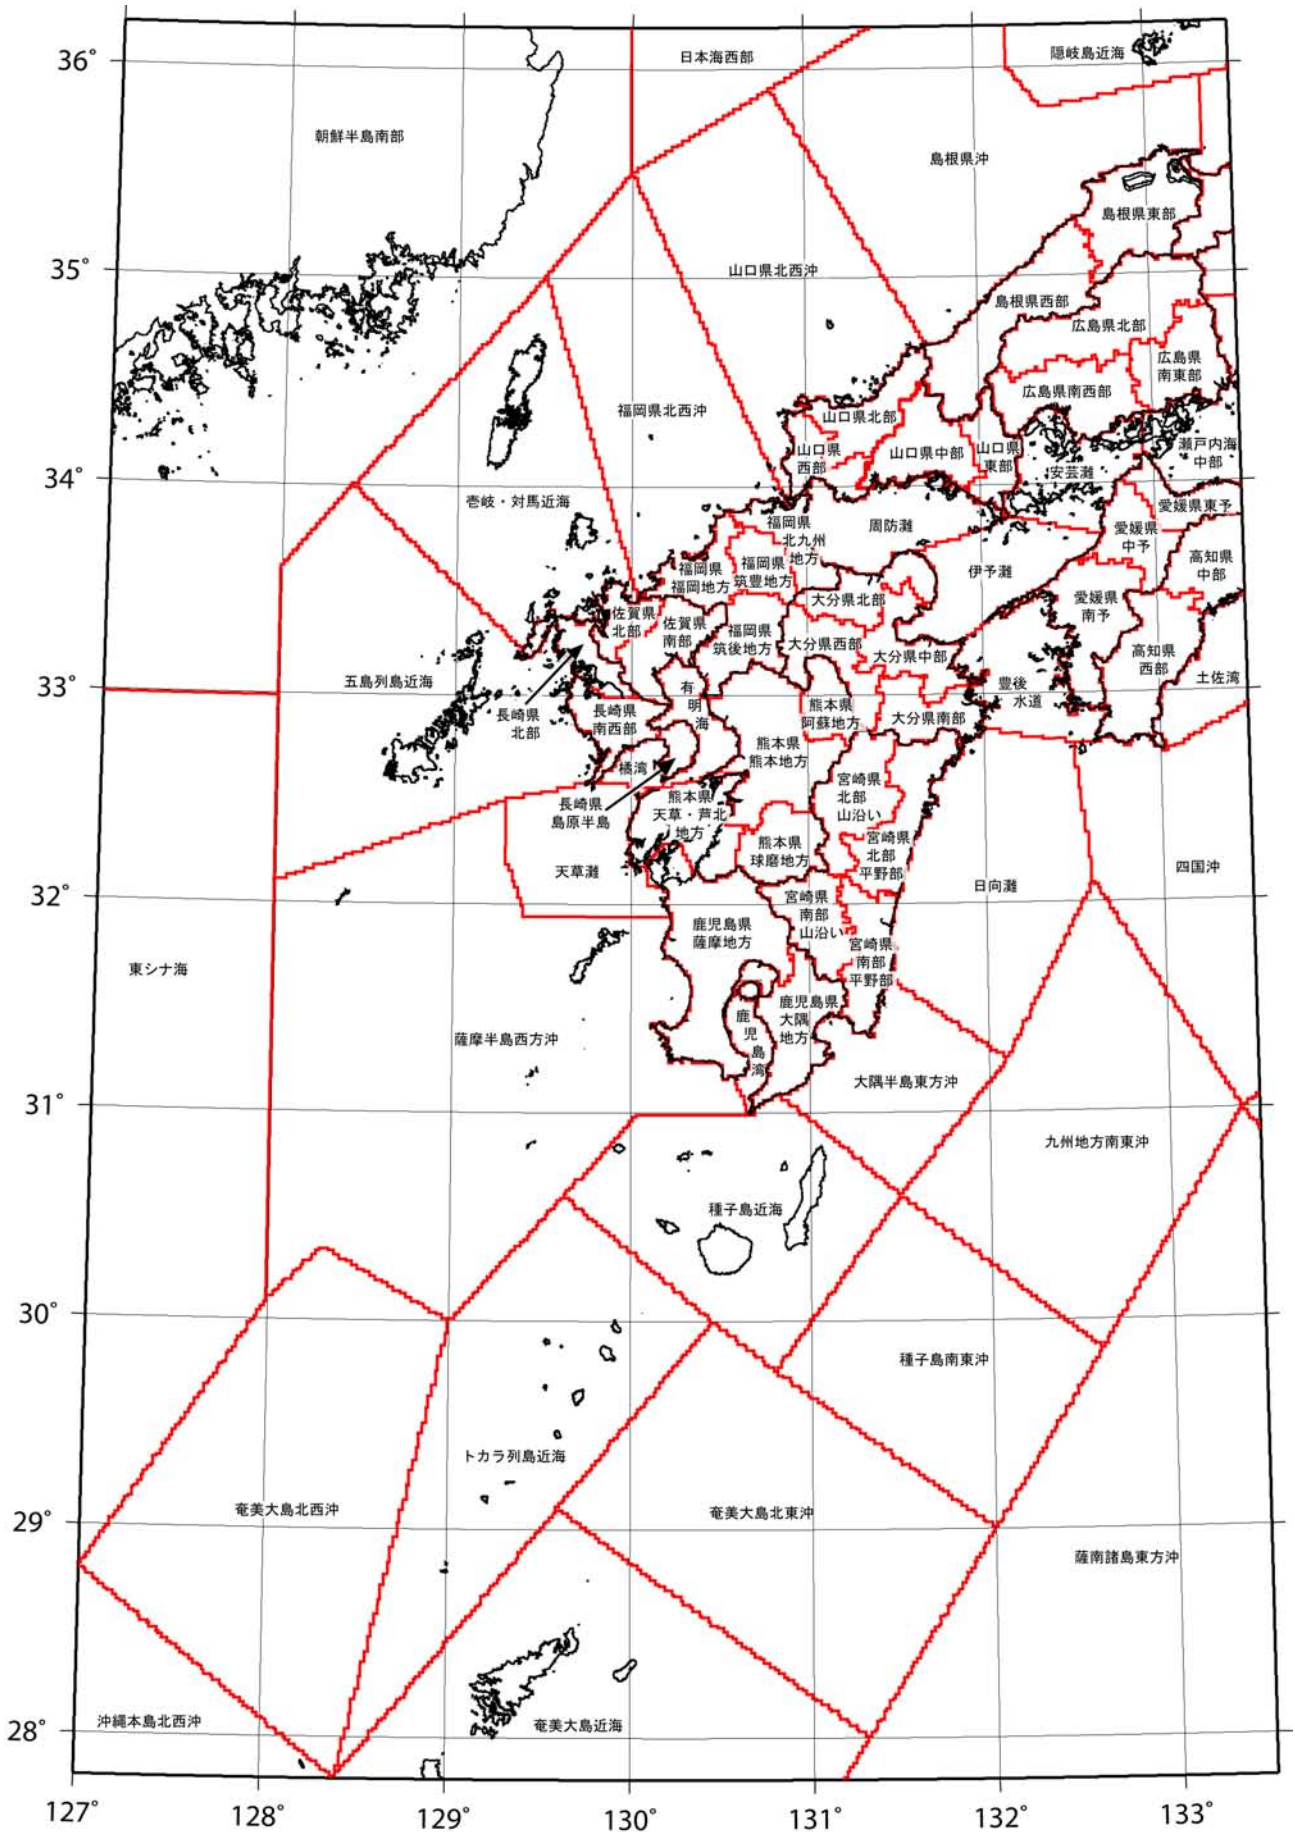 36°
日本海西部
隠岐島近海
朝鮮半島南部
島根県沖
島根県東部
35°
山口県北西沖
島根県西部
広島県北部
広島県
南東部
広島県南西部
福岡県北西沖
山口県北部
山口県
西部
山口県中部
山口県
東部
瀬戸内海
中部
安芸灘
34°
壱岐・対馬近海
愛媛県東予
福岡県
北九州
地方
周防灘
愛媛県
中予
高知県
中部
福岡県
福岡地方
福岡県
筑豊地方
伊予灘
大分県北部
愛媛県
南予
佐賀県
北部
佐賀県
南部
福岡県
筑後地方
大分県西部
大分県中部
高知県
西部
土佐湾
33°
五島列島近海
有
明
海
豊後
水道
長崎県
北部
長崎県
南西部
熊本県
阿蘇地方
大分県南部
熊本県
熊本地方
橘湾
宮崎県
北部
山沿い
長崎県
島原半島
熊本県
天草・芦北
地方
宮崎県
北部
平野部
熊本県
球磨地方
天草灘
四国沖
32°
日向灘
宮崎県
南部
山沿い
鹿児島県
薩摩地方
宮崎県
南部
平野部
東シナ海
鹿児島県
大隅
地方
鹿
児
島
湾
薩摩半島西方沖
大隅半島東方沖
31°
九州地方南東沖
種子島近海
30°
種子島南東沖
トカラ列島近海
奄美大島北西沖
奄美大島北東沖
29°
薩南諸島東方沖
沖縄本島北西沖
奄美大島近海
28°
127°
128°
129°
130°
131°
132°
133°